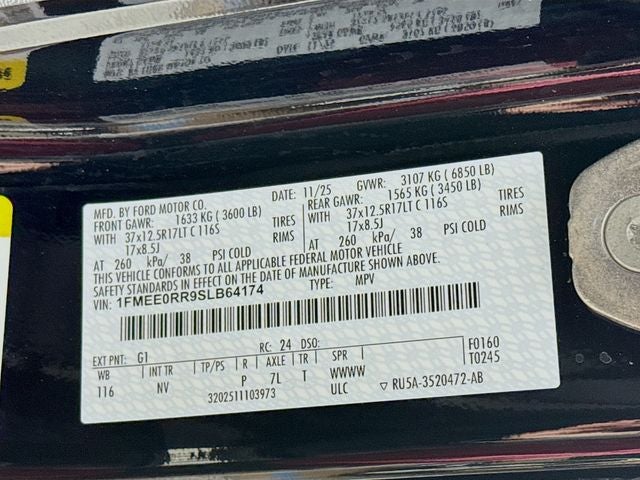 MFD. BY FORD MOTOR CO.
DATE: 11/25 GVWR: 3107 KG ( 6850 LB)
FRONT GAWR: 1633 KG ( 3600 LB) REAR GAWR: 1565 KG ( 3450 LB)
WITH 37x12.5R17LT C 116S TIRES WITH 37x12.5R17LT C 116S TIRES
17x8.5J RIMS 17x8.5J RIMS
AT 260 kPa/ 38 PSI COLD AT 260 kPa/ 38 PSI COLD
THIS VEHICLE CONFORMS TO ALL APPLICABLE FEDERAL MOTOR VEHICLE
SAFETY STANDARDS IN EFFECT ON THE DATE OF MANUFACTURE SHOWN ABOVE.
VIN: 1FMEE0RR9SLB64174 TYPE: MPV
EXT PNT: G1 RC: 24 DSO: F0160
WB INT TR TP/PS R AXLE TR SPR T0245
116 NV P 7L T WWWW
3202511103973 ULC ▽ RU5A-3520472-AB